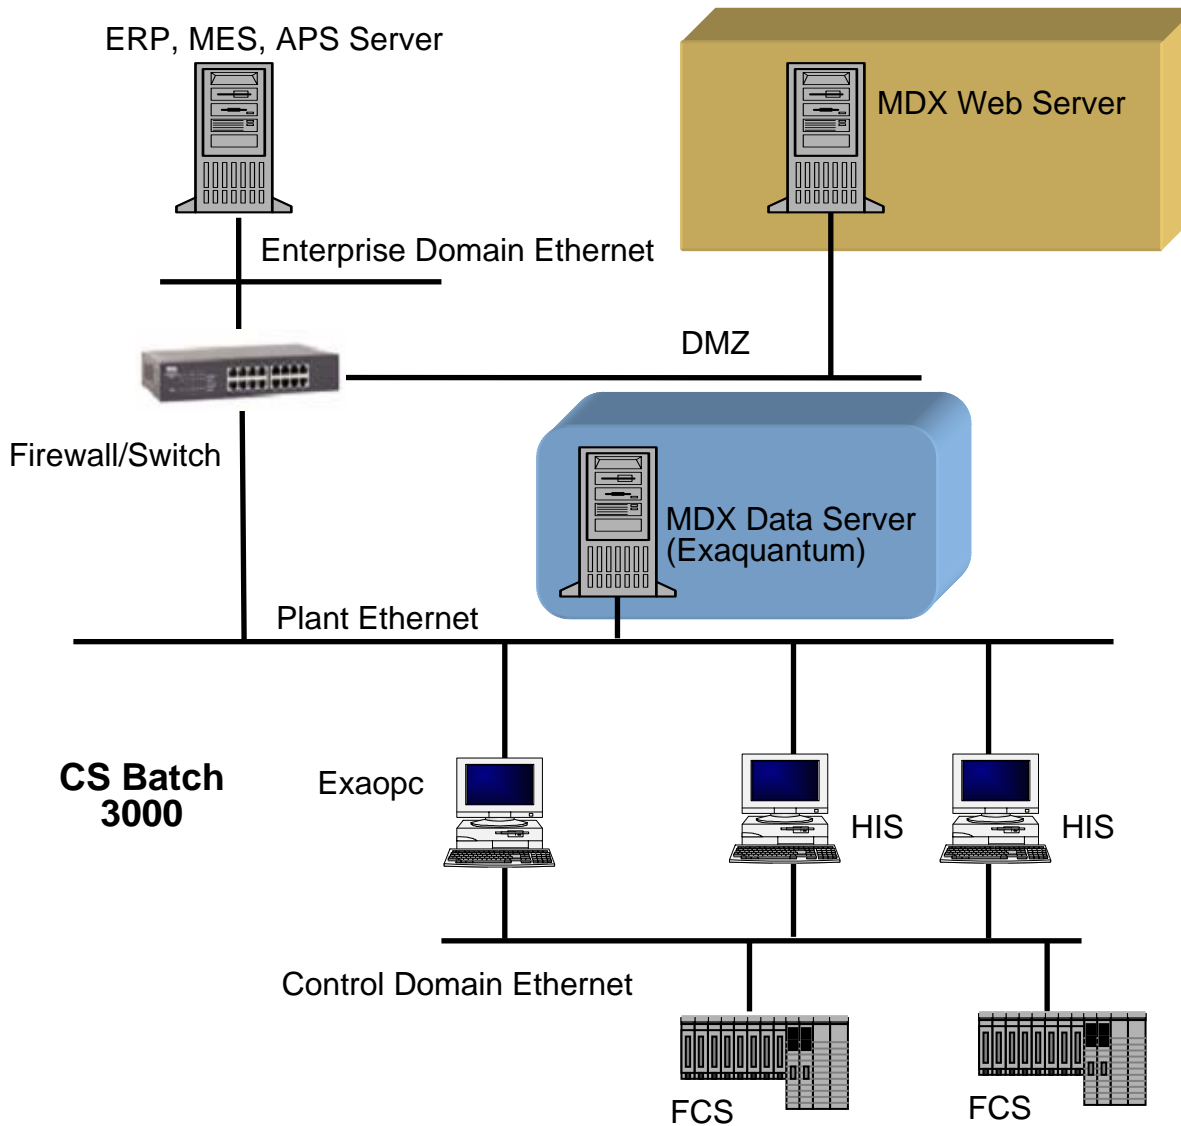 ERP, MES, APS Server
MDX Web Server
Enterprise Domain Ethernet
DMZ
Firewall/Switch
MDX Data Server
(Exaquantum)
Plant Ethernet
CS Batch
3000
Exaopc
HIS
HIS
Control Domain Ethernet
FCS
FCS